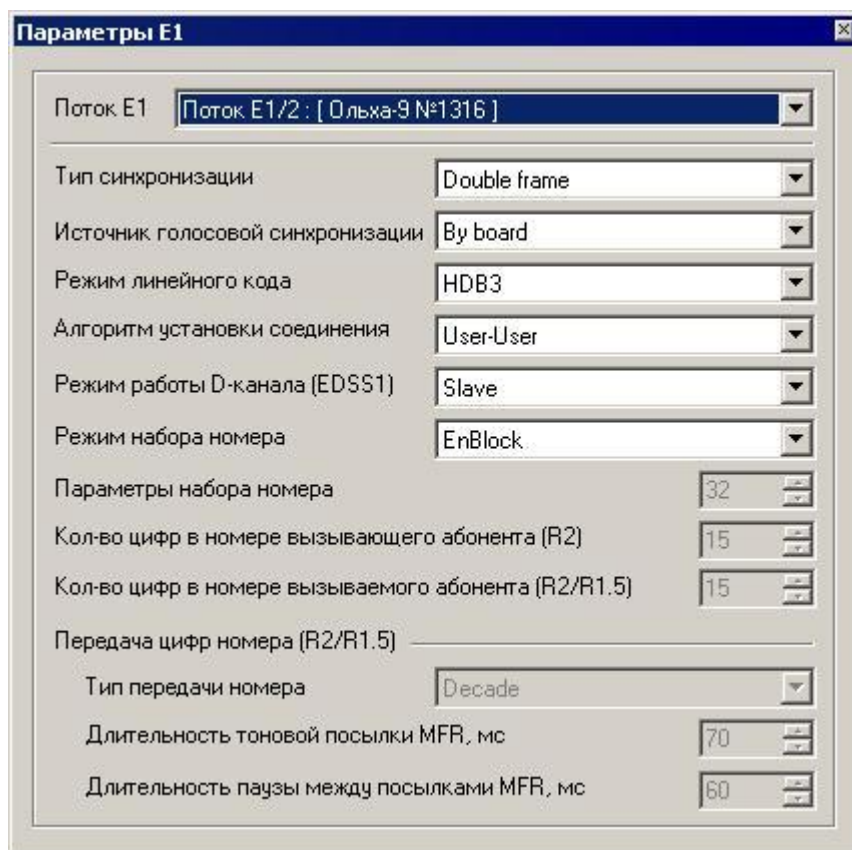 Параметры E1
Поток E1 Поток E1/2 : [ Ольха-9 №1316 ]
Тип синхронизации Double frame
Источник голосовой синхронизации By board
Режим линейного кода HDB3
Алгоритм установки соединения User-User
Режим работы D-канала (EDSS1) Slave
Режим набора номера EnBlock
Параметры набора номера 32
Кол-во цифр в номере вызывающего абонента (R2) 15
Кол-во цифр в номере вызываемого абонента (R2/R1.5) 15
Передача цифр номера (R2/R1.5)
Тип передачи номера Decade
Длительность тоновой посылки MFR, мс 70
Длительность паузы между посылками MFR, мс 60